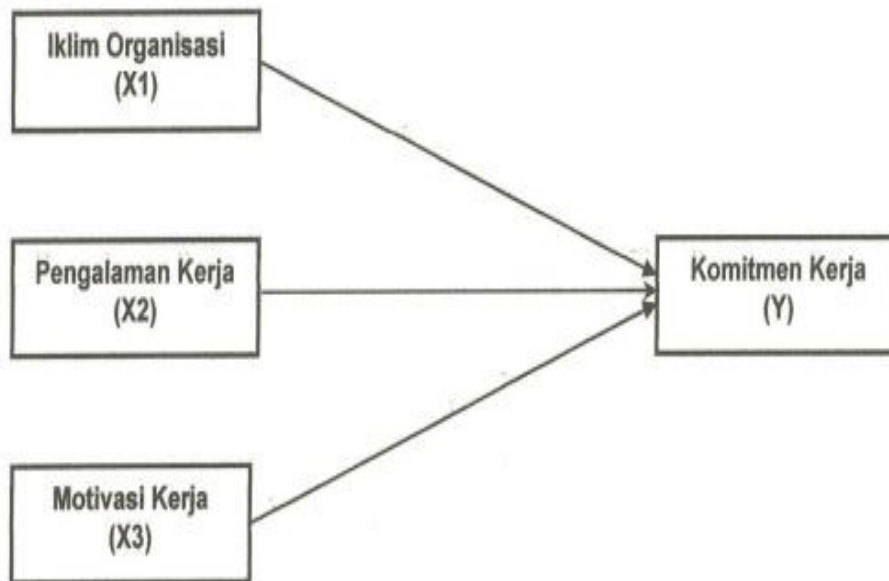 Iklim Organisasi
(X1)
Pengalaman Kerja
(X2)
Komitmen Kerja
(Y)
Motivasi Kerja
(X3)